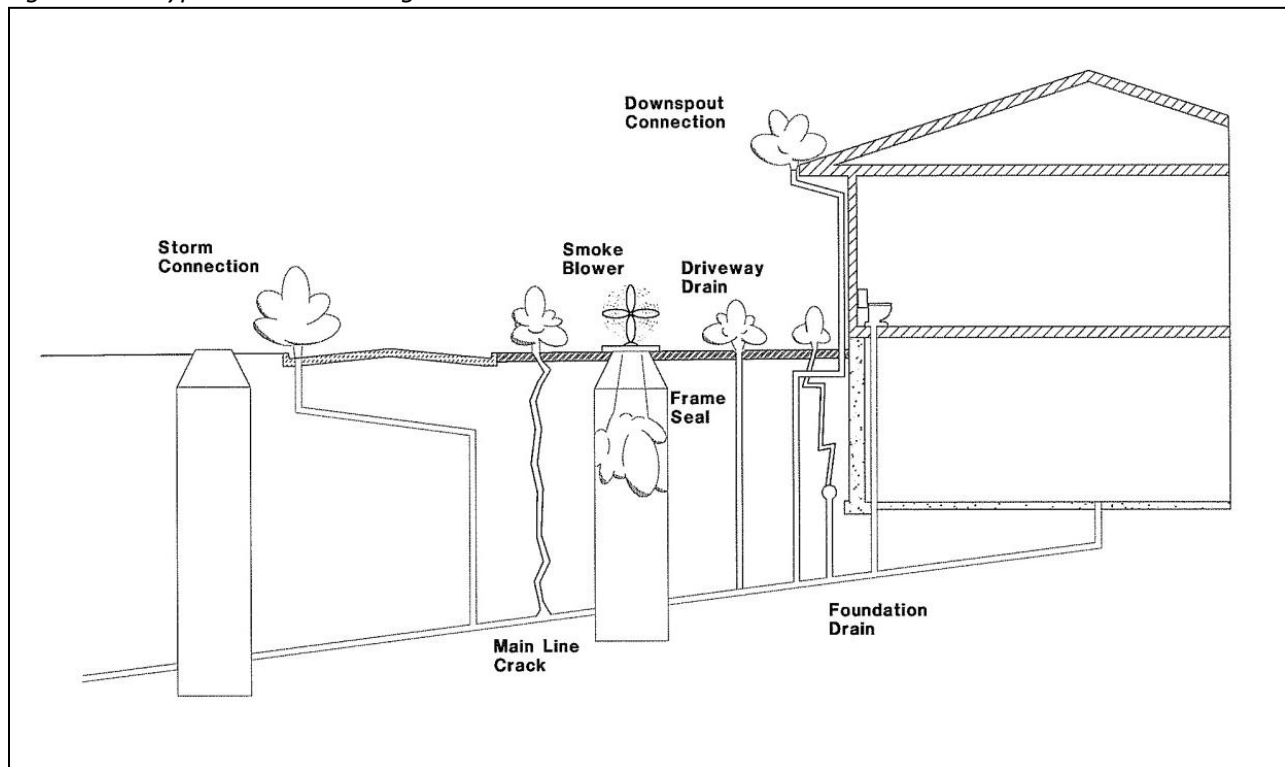 Downspout
Connection
Storm
Connection
Smoke
Blower
Driveway
Drain
Frame
Seal
Main Line
Crack
Foundation
Drain